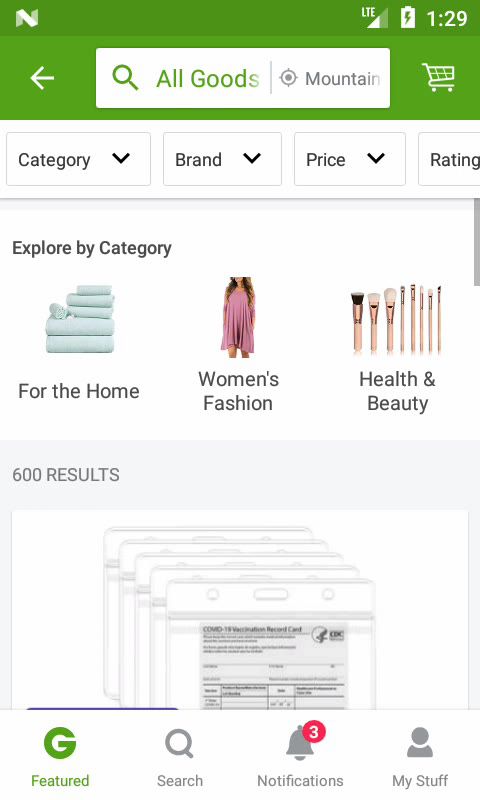 LTE 1:29
All Goods Mountain
Category Brand Price Rating
Explore by Category
For the Home
Women's
Fashion
Health &
Beauty
600 RESULTS
COVID-19 Vaccination Record Card
CDC
3
G
Featured Search Notifications My Stuff